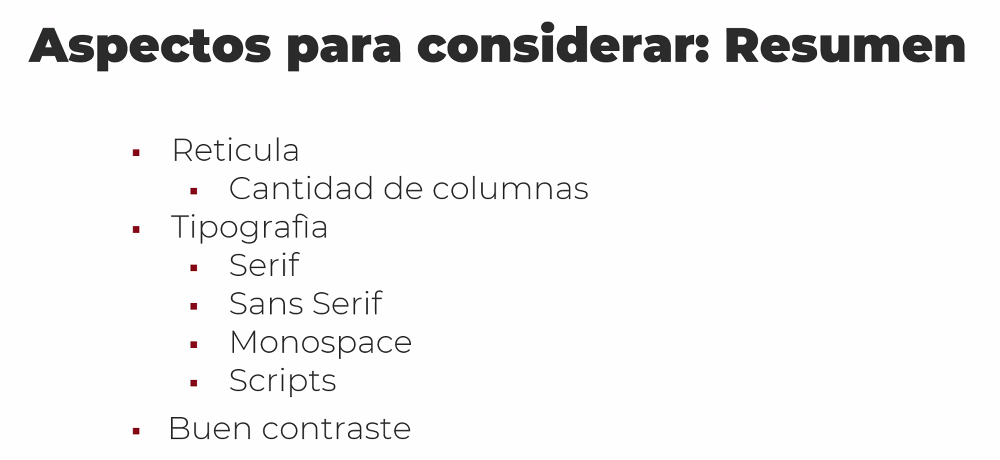 Aspectos para considerar: Resumen
▪ Reticula
▪ Cantidad de columnas
▪ Tipografia
▪ Serif
▪ Sans Serif
▪ Monospace
▪ Scripts
▪ Buen contraste